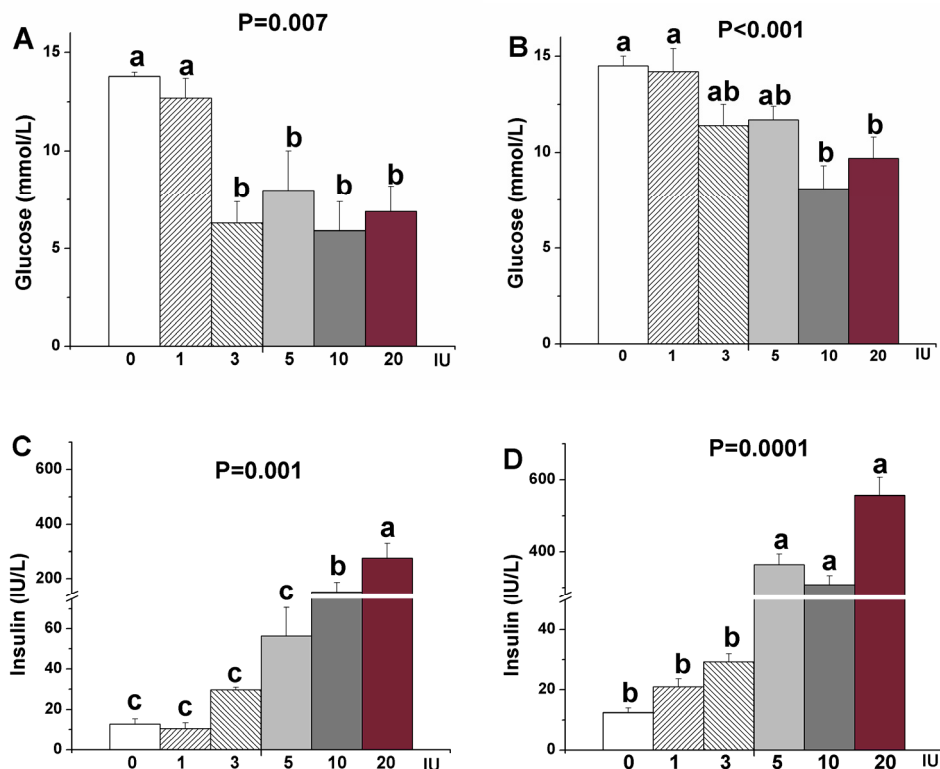 A
P=0.007
Glucose (mmol/L)
15
10
5
0
a
a
b
b
b
b
0 1 3 5 10 20 IU
B
P<0.001
Glucose (mmol/L)
15
10
5
0
a
a
ab
ab
b
b
0 1 3 5 10 20 IU
C
P=0.001
Insulin (IU/L)
600
400
200
60
40
20
0
c
c
c
c
b
a
0 1 3 5 10 20 IU
D
P=0.0001
Insulin (IU/L)
600
400
40
20
0
b
b
b
a
a
a
0 1 3 5 10 20 IU